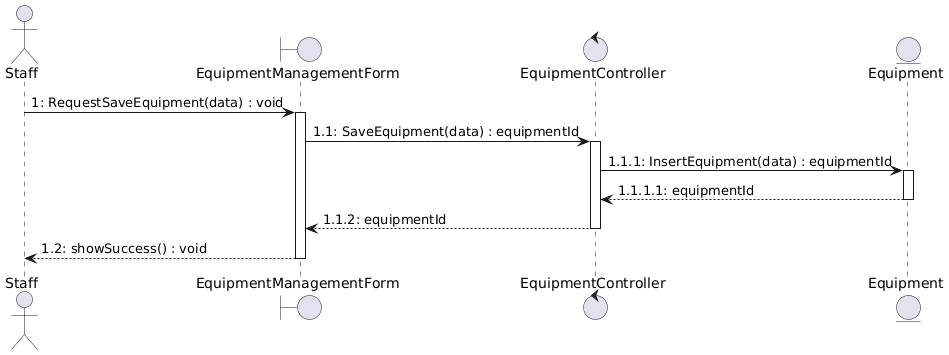 Staff
EquipmentManagementForm
EquipmentController
Equipment
1: RequestSaveEquipment(data) : void
1.1: SaveEquipment(data) : equipmentId
1.1.1: InsertEquipment(data) : equipmentId
1.1.1.1: equipmentId
1.1.2: equipmentId
1.2: showSuccess() : void
Staff
EquipmentManagementForm
EquipmentController
Equipment